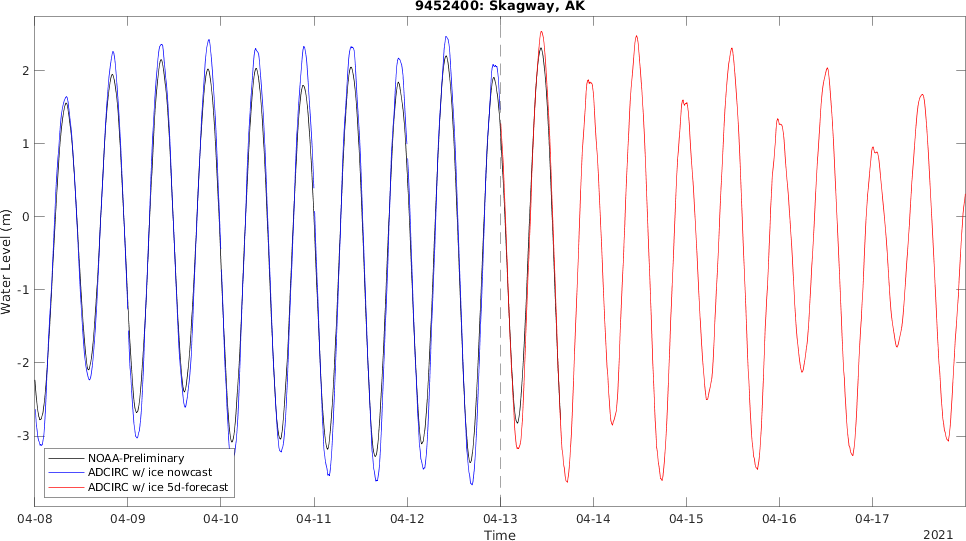 9452400: Skagway, AK
Water Level (m)
2
1
0
-1
-2
-3
NOAA-Preliminary
ADCIRC w/ ice nowcast
ADCIRC w/ ice 5d-forecast
04-08 04-09 04-10 04-11 04-12 04-13 04-14 04-15 04-16 04-17
Time
2021